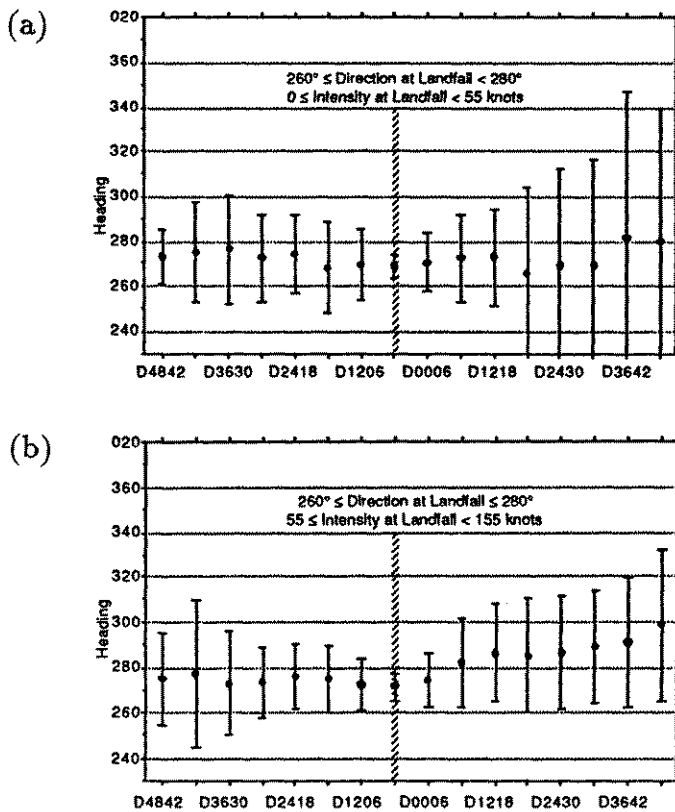 (a)
020
360
340
320
300
280
260
240
Heading
260° ≤ Direction at Landfall < 280°
0 ≤ Intensity at Landfall < 55 knots
D4842 D3630 D2418 D1206 D0006 D1218 D2430 D3642
(b)
020
360
340
320
300
280
260
240
Heading
260° ≤ Direction at Landfall ≤ 280°
55 ≤ Intensity at Landfall < 155 knots
D4842 D3630 D2418 D1206 D0006 D1218 D2430 D3642